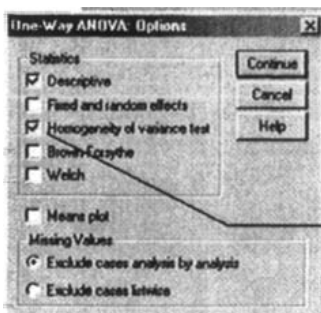 One-Way ANOVA: Options
Statistics
Descriptive
Fixed and random effects
Homogeneity of variance test
Brown-Forsythe
Welch
Means plot
Missing Values
Exclude cases analysis by analysis
Exclude cases listwise
Continue
Cancel
Help